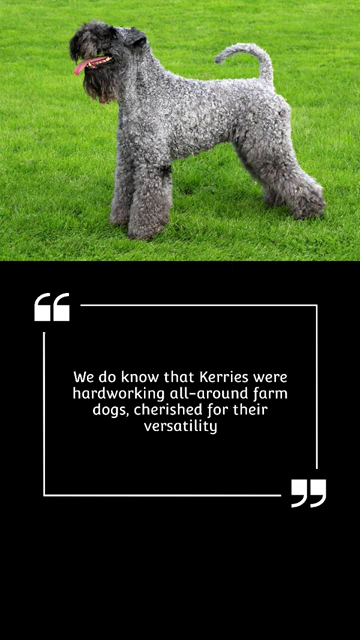 We do know that Kerries were
hardworking all-around farm
dogs, cherished for their
versatility